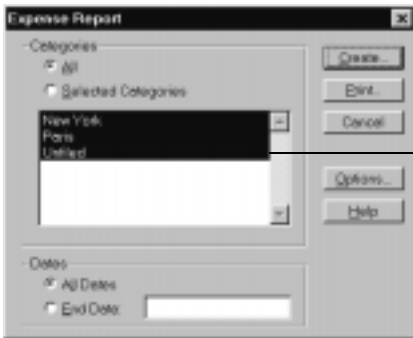 Expense Report
Categories
All
Selected Categories
New York
Paris
Unfiled
Create...
Print...
Cancel
Options...
Help
Dates
All Dates
End Date: